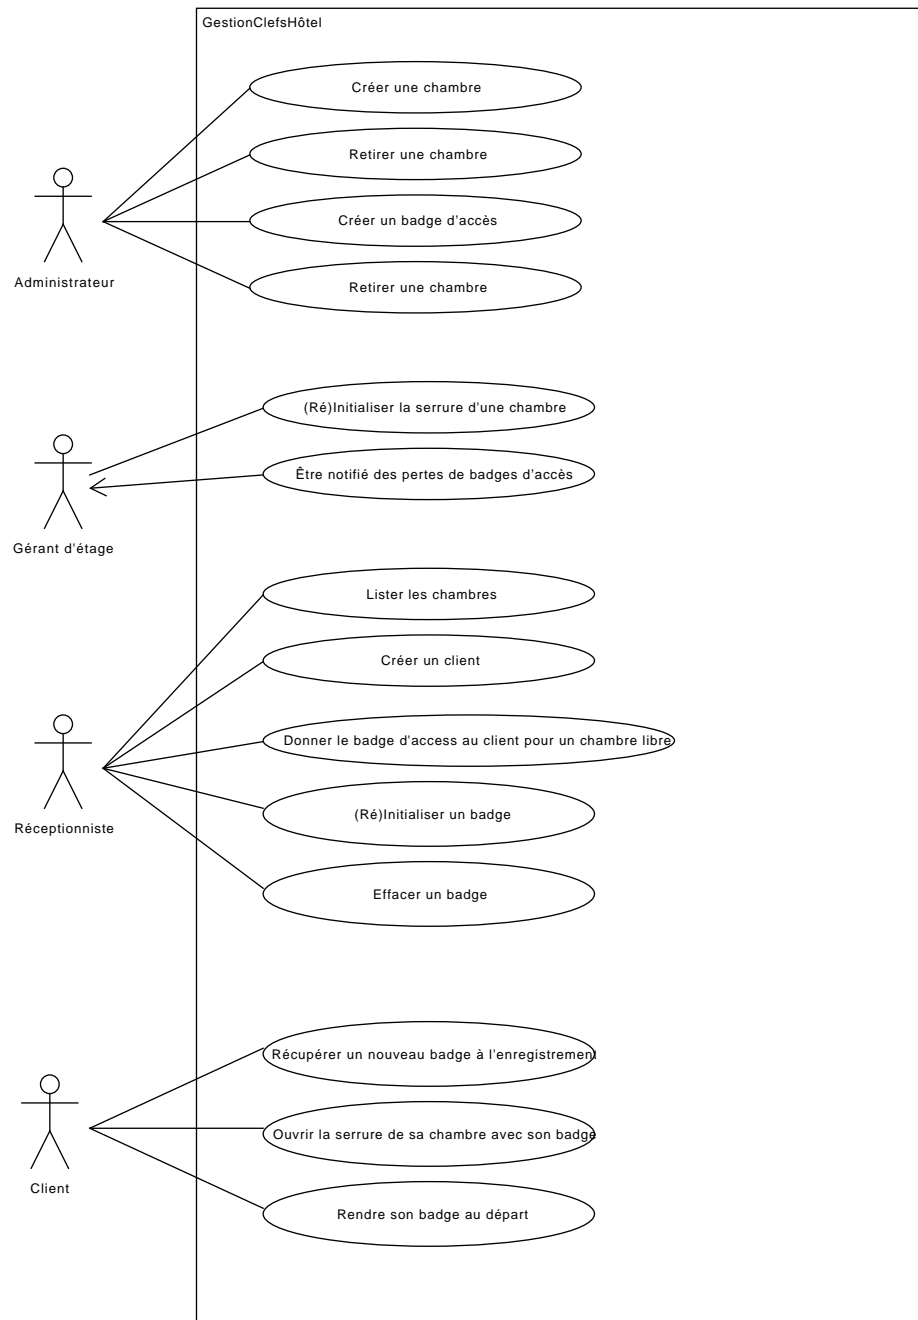 GestionClefsHôtel
Créer une chambre
Retirer une chambre
Créer un badge d'accès
Retirer une chambre
Administrateur
(Ré)Initialiser la serrure d'une chambre
Être notifié des pertes de badges d'accès
Gérant d'étage
Lister les chambres
Créer un client
Donner le badge d'access au client pour un chambre libre
(Ré)Initialiser un badge
Effacer un badge
Réceptionniste
Récupérer un nouveau badge à l'enregistrement
Ouvrir la serrure de sa chambre avec son badge
Rendre son badge au départ
Client